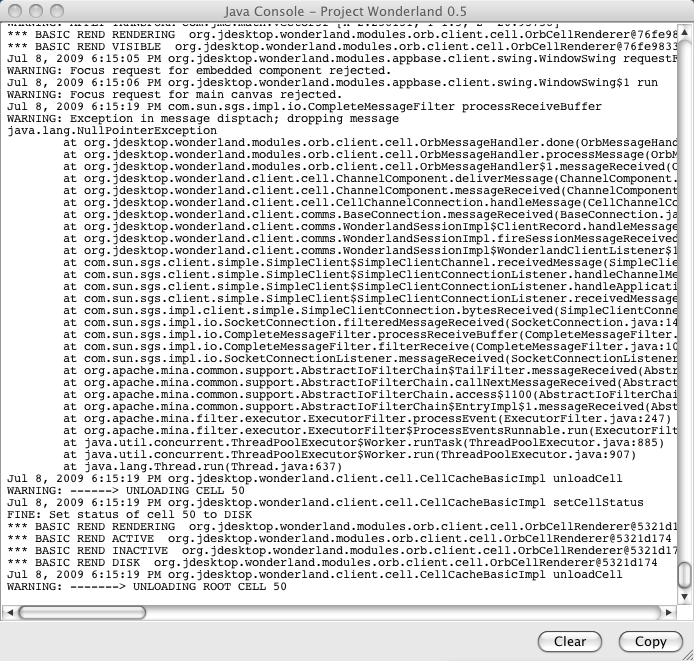 Java Console – Project Wonderland 0.5
*** BASIC REND RENDERING  org.jdesktop.wonderland.modules.orb.client.cell.OrbCellRenderer@76fe98
*** BASIC REND VISIBLE  org.jdesktop.wonderland.modules.orb.client.cell.OrbCellRenderer@76fe9833
Jul 8, 2009 6:15:05 PM org.jdesktop.wonderland.modules.appbase.client.swing.WindowSwing requestF
WARNING: Focus request for embedded component rejected.
Jul 8, 2009 6:15:06 PM org.jdesktop.wonderland.modules.appbase.client.swing.WindowSwing$1 run
WARNING: Focus request for main canvas rejected.
Jul 8, 2009 6:15:19 PM com.sun.sgs.impl.io.CompleteMessageFilter processReceiveBuffer
WARNING: Exception in message disptach; dropping message
java.lang.NullPointerException
at org.jdesktop.wonderland.modules.orb.client.cell.OrbMessageHandler.done(OrbMessageHand
at org.jdesktop.wonderland.modules.orb.client.cell.OrbMessageHandler.processMessage(OrbM
at org.jdesktop.wonderland.modules.orb.client.cell.OrbMessageHandler$1.messageReceived(O
at org.jdesktop.wonderland.client.cell.ChannelComponent.deliverMessage(ChannelComponent.
at org.jdesktop.wonderland.client.cell.ChannelComponent.messageReceived(ChannelComponent
at org.jdesktop.wonderland.client.cell.CellChannelConnection.handleMessage(CellChannelCo
at org.jdesktop.wonderland.client.comms.BaseConnection.messageReceived(BaseConnection.ja
at org.jdesktop.wonderland.client.comms.WonderlandSessionImpl$ClientRecord.handleMessage
at org.jdesktop.wonderland.client.comms.WonderlandSessionImpl.fireSessionMessageReceived
at org.jdesktop.wonderland.client.comms.WonderlandSessionImpl$WonderlandClientListener$1
at com.sun.sgs.client.simple.SimpleClient$SimpleClientChannel.receivedMessage(SimpleClie
at com.sun.sgs.client.simple.SimpleClient$SimpleClientConnectionListener.handleChannelMe
at com.sun.sgs.client.simple.SimpleClient$SimpleClientConnectionListener.handleApplicati
at com.sun.sgs.client.simple.SimpleClient$SimpleClientConnectionListener.receivedMessage
at com.sun.sgs.impl.client.simple.SimpleClientConnection.bytesReceived(SimpleClientConne
at com.sun.sgs.impl.io.SocketConnection.filteredMessageReceived(SocketConnection.java:14
at com.sun.sgs.impl.io.CompleteMessageFilter.processReceiveBuffer(CompleteMessageFilter.
at com.sun.sgs.impl.io.CompleteMessageFilter.filterReceive(CompleteMessageFilter.java:10
at com.sun.sgs.impl.io.SocketConnectionListener.messageReceived(SocketConnectionListener
at org.apache.mina.common.support.AbstractIoFilterChain$TailFilter.messageReceived(Abstr
at org.apache.mina.common.support.AbstractIoFilterChain.callNextMessageReceived(Abstract
at org.apache.mina.common.support.AbstractIoFilterChain.access$1100(AbstractIoFilterChai
at org.apache.mina.common.support.AbstractIoFilterChain$EntryImpl$1.messageReceived(Abst
at org.apache.mina.filter.executor.ExecutorFilter.processEvent(ExecutorFilter.java:247)
at org.apache.mina.filter.executor.ExecutorFilter$ProcessEventsRunnable.run(ExecutorFilt
at java.util.concurrent.ThreadPoolExecutor$Worker.runTask(ThreadPoolExecutor.java:885)
at java.util.concurrent.ThreadPoolExecutor$Worker.run(ThreadPoolExecutor.java:907)
at java.lang.Thread.run(Thread.java:637)
Jul 8, 2009 6:15:19 PM org.jdesktop.wonderland.client.cell.CellCacheBasicImpl unloadCell
WARNING: ------> UNLOADING CELL 50
Jul 8, 2009 6:15:19 PM org.jdesktop.wonderland.client.cell.CellCacheBasicImpl setCellStatus
FINE: Set status of cell 50 to DISK
*** BASIC REND RENDERING  org.jdesktop.wonderland.modules.orb.client.cell.OrbCellRenderer@5321d1
*** BASIC REND ACTIVE  org.jdesktop.wonderland.modules.orb.client.cell.OrbCellRenderer@5321d174
*** BASIC REND INACTIVE  org.jdesktop.wonderland.modules.orb.client.cell.OrbCellRenderer@5321d17
*** BASIC REND DISK  org.jdesktop.wonderland.modules.orb.client.cell.OrbCellRenderer@5321d174
Jul 8, 2009 6:15:19 PM org.jdesktop.wonderland.client.cell.CellCacheBasicImpl unloadCell
WARNING: -------> UNLOADING ROOT CELL 50
Clear
Copy